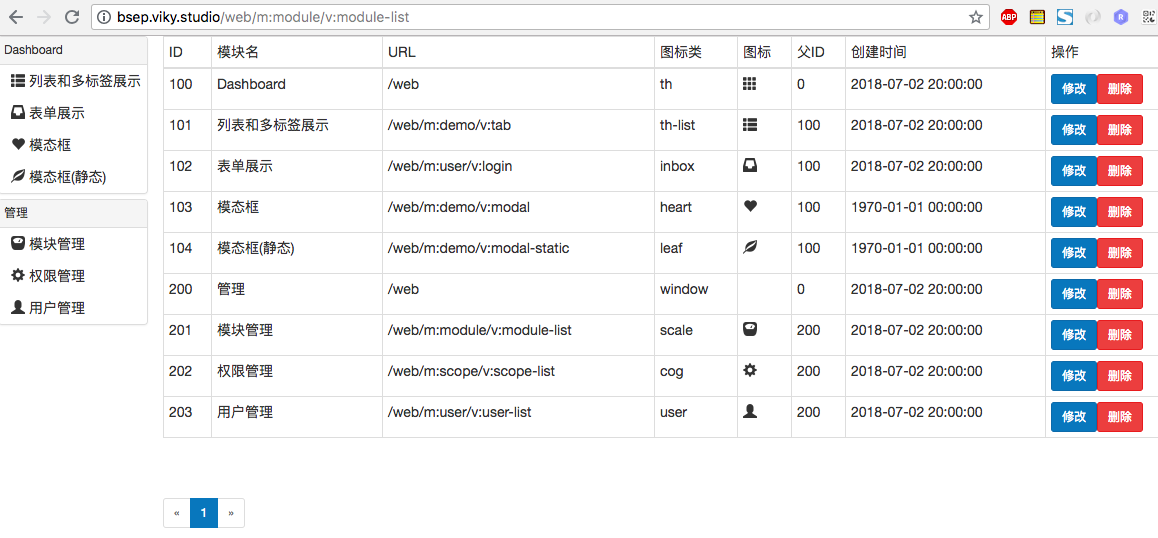 bsep.viky.studio/web/m:module/v:module-list
ABP
R
Dashboard
列表和多标签展示
表单展示
模态框
模态框(静态)
管理
模块管理
权限管理
用户管理
ID 模块名 URL 图标类 图标 父ID 创建时间 操作
100 Dashboard /web th 0 2018-07-02 20:00:00 修改 删除
101 列表和多标签展示 /web/m:demo/v:tab th-list 100 2018-07-02 20:00:00 修改 删除
102 表单展示 /web/m:user/v:login inbox 100 2018-07-02 20:00:00 修改 删除
103 模态框 /web/m:demo/v:modal heart 100 1970-01-01 00:00:00 修改 删除
104 模态框(静态) /web/m:demo/v:modal-static leaf 100 1970-01-01 00:00:00 修改 删除
200 管理 /web window 0 2018-07-02 20:00:00 修改 删除
201 模块管理 /web/m:module/v:module-list scale 200 2018-07-02 20:00:00 修改 删除
202 权限管理 /web/m:scope/v:scope-list cog 200 2018-07-02 20:00:00 修改 删除
203 用户管理 /web/m:user/v:user-list user 200 2018-07-02 20:00:00 修改 删除
« 1 »